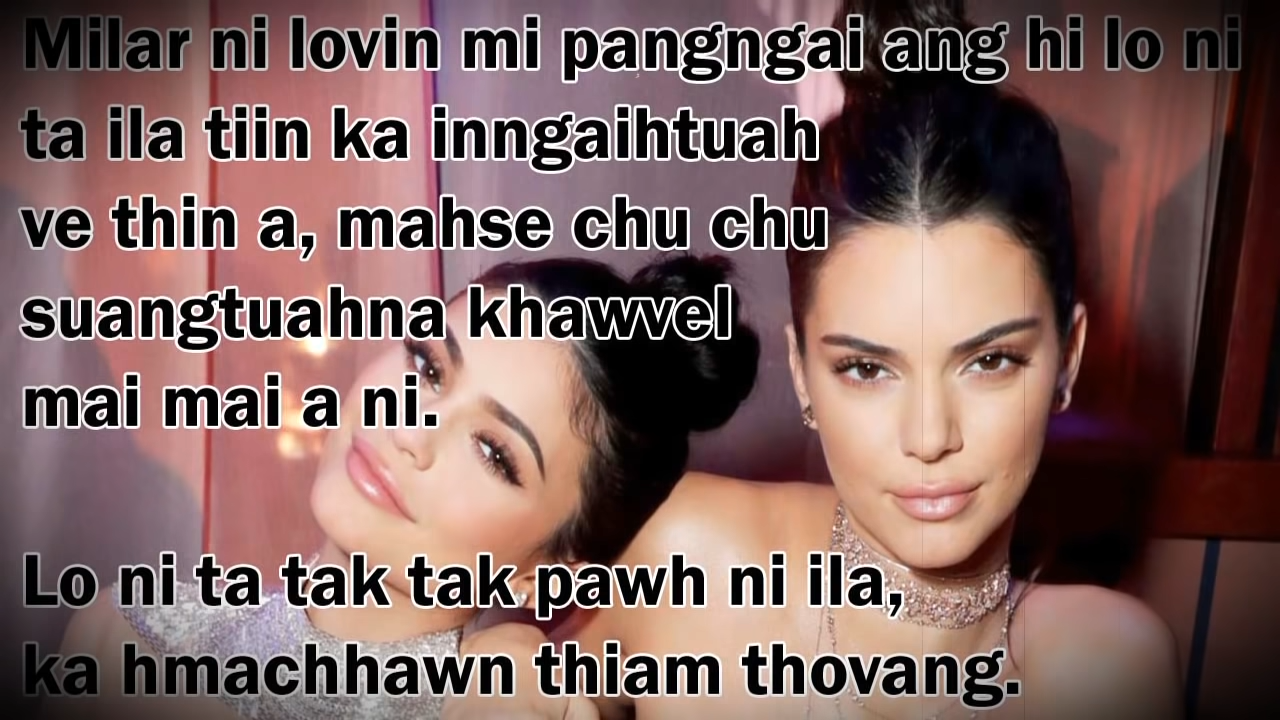 Milar ni lovin mi pangngai ang hi lo ni
ta ila tiin ka inngaihtuah
ve thin a, mahse chu chu
suangtuahna khawvel
mai mai a ni.
Lo ni ta tak tak pawh ni ila,
ka hmachhawn thiam thovang.